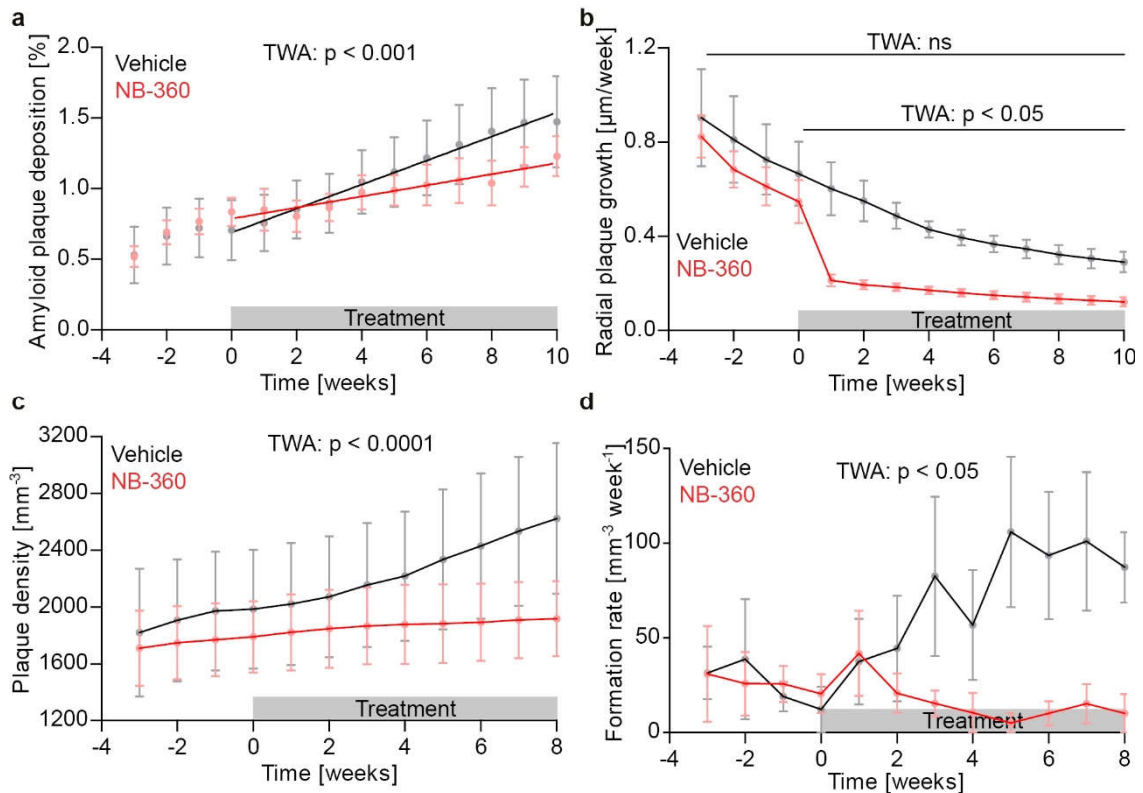 a
Amyloid plaque deposition [%]
2.0
1.5
1.0
0.5
0.0
Vehicle
NB-360
TWA: p < 0.001
Treatment
-4 -2 0 2 4 6 8 10
Time [weeks]
b
Radial plaque growth [µm/week]
1.2
0.8
0.4
0.0
TWA: ns
TWA: p < 0.05
Vehicle
NB-360
Treatment
-4 -2 0 2 4 6 8 10
Time [weeks]
c
Plaque density [mm⁻³]
3200
2800
2400
2000
1600
1200
Vehicle
NB-360
TWA: p < 0.0001
Treatment
-4 -2 0 2 4 6 8
Time [weeks]
d
Formation rate [mm⁻³ week⁻¹]
150
100
50
0
Vehicle
NB-360
TWA: p < 0.05
Treatment
-4 -2 0 2 4 6 8
Time [weeks]